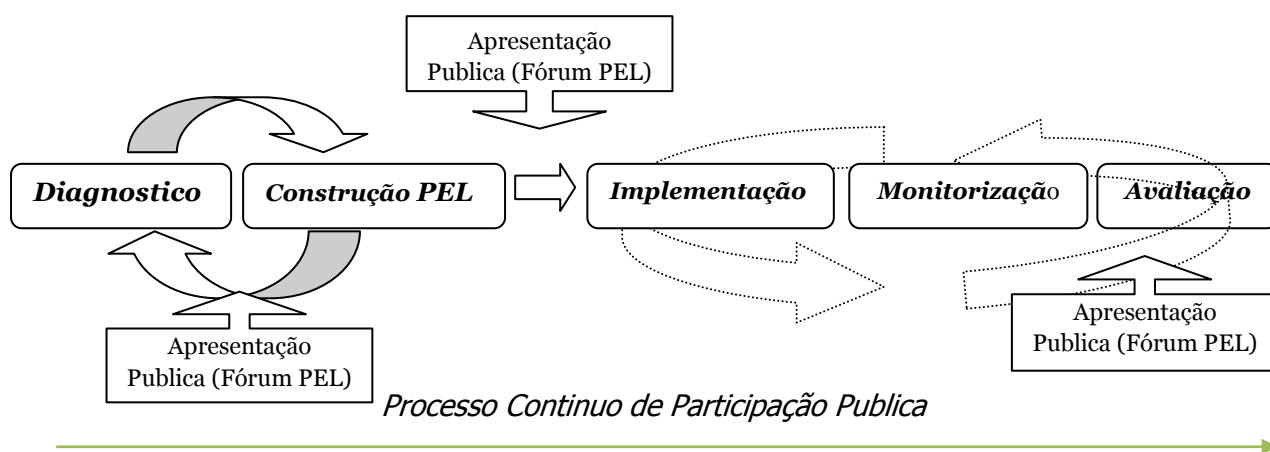 Apresentação
Publica (Fórum PEL)
Diagnostico
Construção PEL
Implementação
Monitorização
Avaliação
Apresentação
Publica (Fórum PEL)
Apresentação
Publica (Fórum PEL)
Processo Continuo de Participação Publica